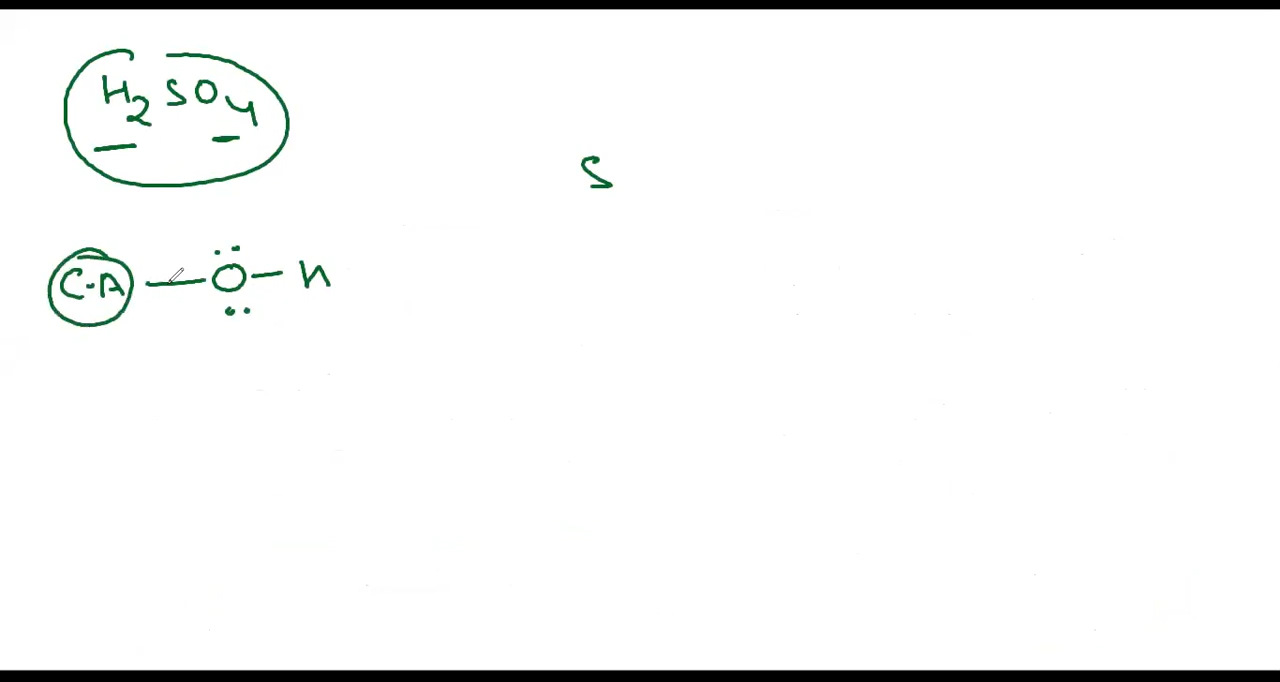 H2SO4
S
C.A — O — H